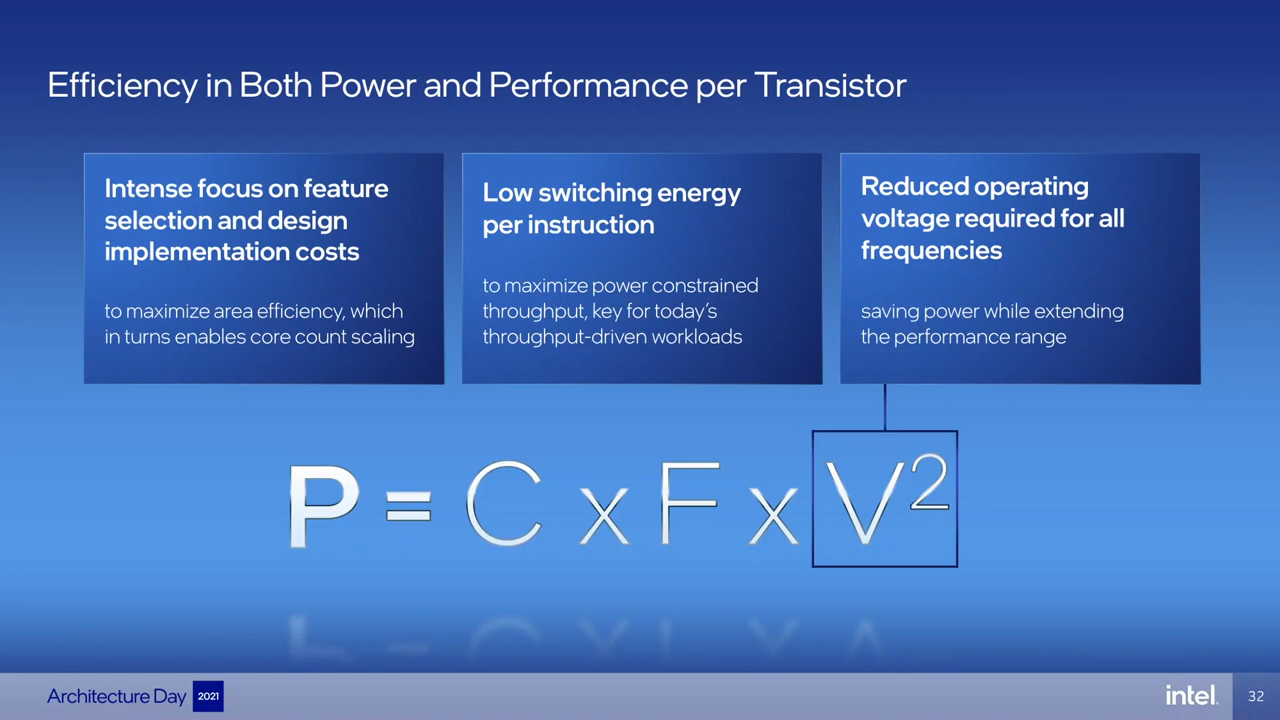 Efficiency in Both Power and Performance per Transistor
Intense focus on feature
selection and design
implementation costs
to maximize area efficiency, which
in turns enables core count scaling
Low switching energy
per instruction
to maximize power constrained
throughput, key for today's
throughput-driven workloads
Reduced operating
voltage required for all
frequencies
saving power while extending
the performance range
P = C x F x V²
Architecture Day 2021
intel.
32